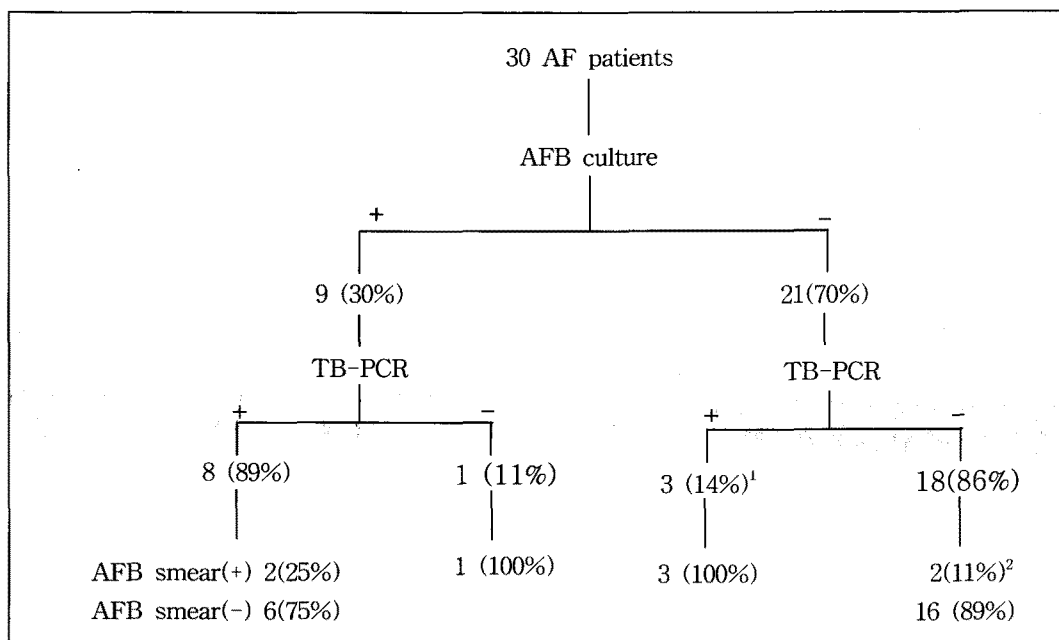 30 AF patients
AFB culture
+ −
9 (30%) 21(70%)
TB-PCR TB-PCR
+ − + −
8 (89%) 1 (11%) 3 (14%)¹ 18(86%)
AFB smear(+) 2(25%) 1 (100%) 3 (100%) 2(11%)²
AFB smear(-) 6(75%) 16 (89%)